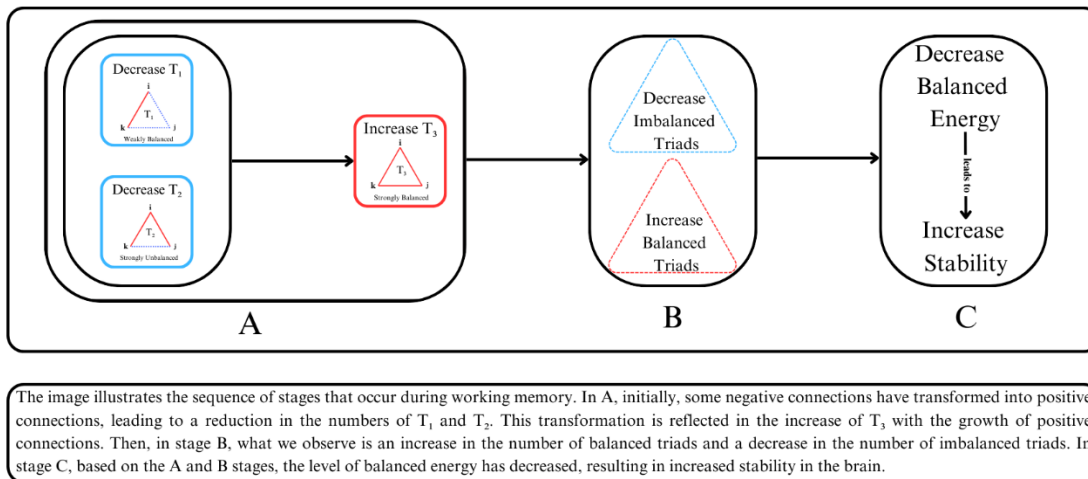 Decrease T₁
i
T₁
k
j
Weakly Balanced
Decrease T₂
i
T₂
k
j
Strongly Unbalanced
Increase T₃
i
T₃
k
j
Strongly Balanced
A
Decrease
Imbalanced
Triads
Increase
Balanced
Triads
B
Decrease
Balanced
Energy
leads to
Increase
Stability
C
The image illustrates the sequence of stages that occur during working memory. In A, initially, some negative connections have transformed into positive
connections, leading to a reduction in the numbers of T₁ and T₂. This transformation is reflected in the increase of T₃ with the growth of positive
connections. Then, in stage B, what we observe is an increase in the number of balanced triads and a decrease in the number of imbalanced triads. In
stage C, based on the A and B stages, the level of balanced energy has decreased, resulting in increased stability in the brain.